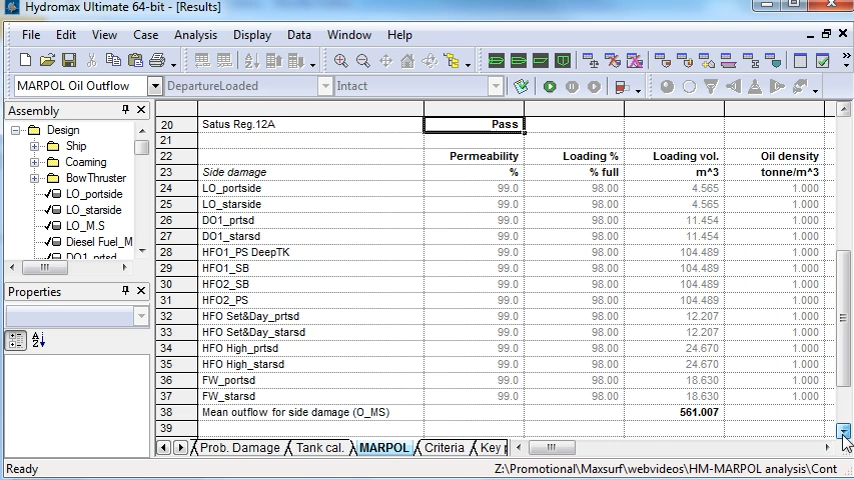 Hydromax Ultimate 64-bit - [Results]
File Edit View Case Analysis Display Data Window Help
MARPOL Oil Outflow DepartureLoaded Intact
Assembly
Design
Ship
Coaming
BowThruster
LO_portside
LO_starside
LO_M.S
Diesel Fuel_M
DO1_prtsd
Properties
20 Satus Reg.12A Pass
21
22 Permeability Loading % Loading vol. Oil density
23 Side damage % % full m^3 tonne/m^3
24 LO_portside 99.0 98.00 4.565 1.000
25 LO_starside 99.0 98.00 4.565 1.000
26 DO1_prtsd 99.0 98.00 11.454 1.000
27 DO1_starsd 99.0 98.00 11.454 1.000
28 HFO1_PS DeepTK 99.0 98.00 104.489 1.000
29 HFO1_SB 99.0 98.00 104.489 1.000
30 HFO2_SB 99.0 98.00 104.489 1.000
31 HFO2_PS 99.0 98.00 104.489 1.000
32 HFO Set&Day_prtsd 99.0 98.00 12.207 1.000
33 HFO Set&Day_starsd 99.0 98.00 12.207 1.000
34 HFO High_prtsd 99.0 98.00 24.670 1.000
35 HFO High_starsd 99.0 98.00 24.670 1.000
36 FW_portsd 99.0 98.00 18.630 1.000
37 FW_starsd 99.0 98.00 18.630 1.000
38 Mean outflow for side damage (O_MS) 561.007
39
Prob. Damage Tank cal. MARPOL Criteria Key
Ready Z:\Promotional\Maxsurf\webvideos\HM-MARPOL analysis\Cont